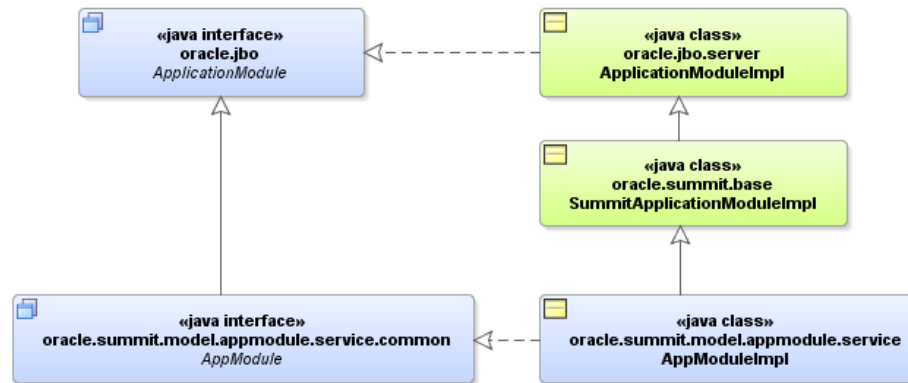 «java interface»
oracle.jbo
ApplicationModule
«java class»
oracle.jbo.server
ApplicationModuleImpl
«java class»
oracle.summit.base
SummitApplicationModuleImpl
«java interface»
oracle.summit.model.appmodule.service.common
AppModule
«java class»
oracle.summit.model.appmodule.service
AppModuleImpl